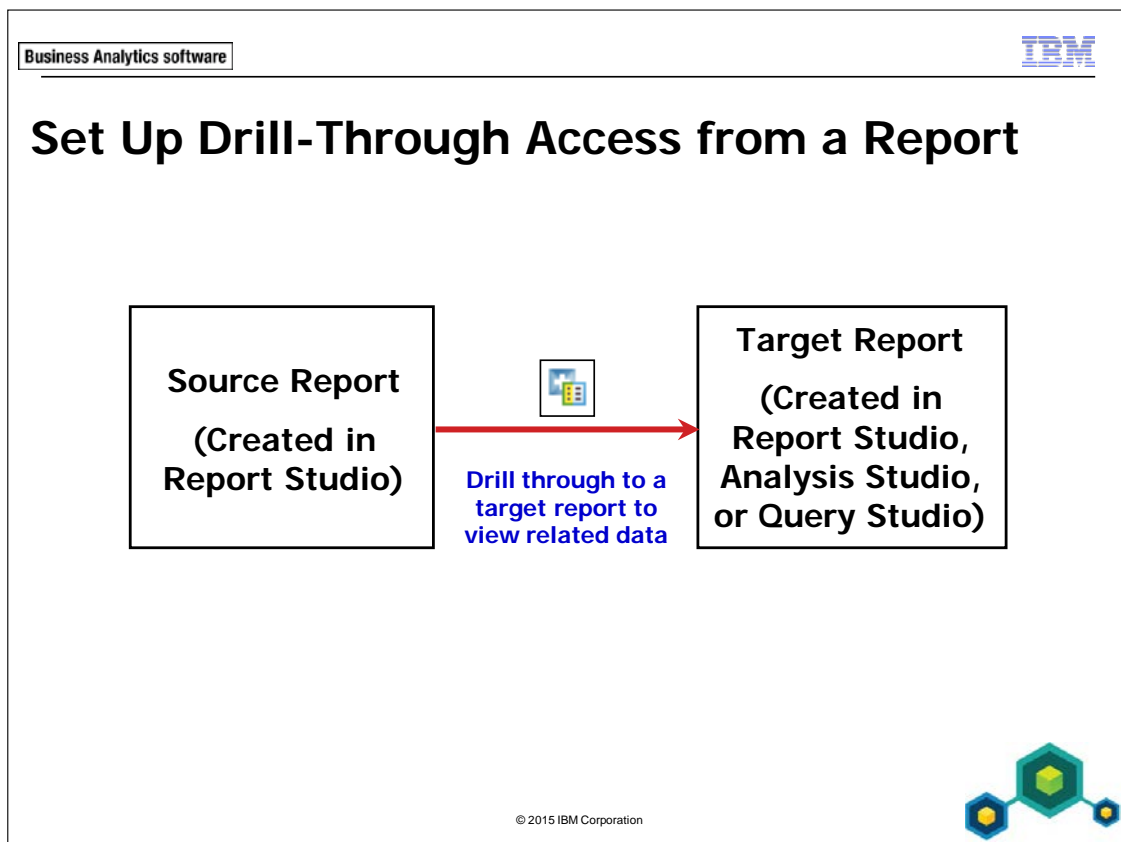 Business Analytics software
IBM
Set Up Drill-Through Access from a Report
Source Report
(Created in
Report Studio)
Drill through to a
target report to
view related data
Target Report
(Created in
Report Studio,
Analysis Studio,
or Query Studio)
© 2015 IBM Corporation